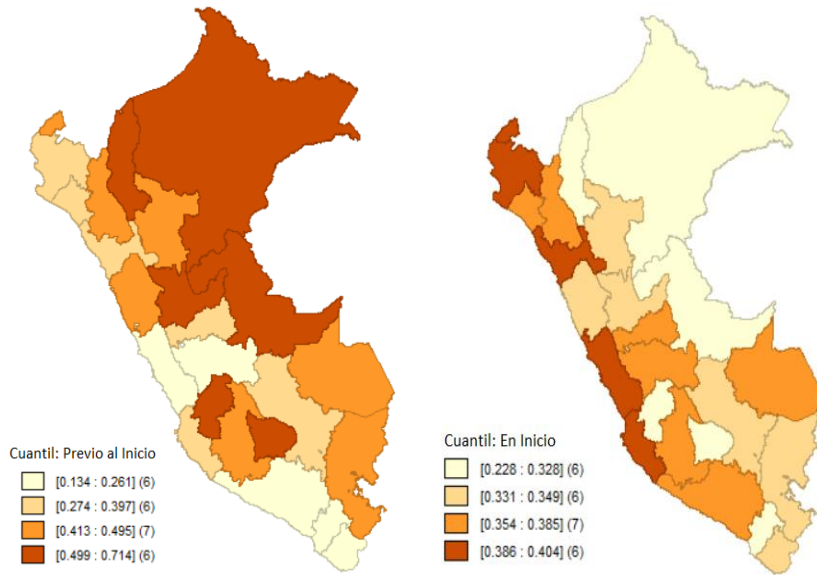 Cuantil: Previo al Inicio
[0.134 : 0.261] (6)
[0.274 : 0.397] (6)
[0.413 : 0.495] (7)
[0.499 : 0.714] (6)
Cuantil: En Inicio
[0.228 : 0.328] (6)
[0.331 : 0.349] (6)
[0.354 : 0.385] (7)
[0.386 : 0.404] (6)